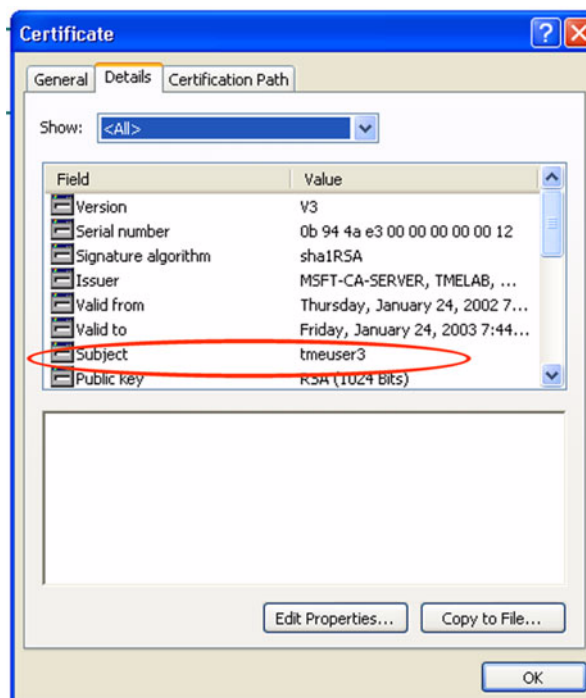 Certificate
General Details Certification Path
Show: <All>
Field Value
Version V3
Serial number 0b 94 4a e3 00 00 00 00 00 12
Signature algorithm sha1RSA
Issuer MSFT-CA-SERVER, TMELAB, ...
Valid from Thursday, January 24, 2002 7...
Valid to Friday, January 24, 2003 7:44...
Subject tmeuser3
Public key RSA (1024 Bits)
Edit Properties... Copy to File...
OK